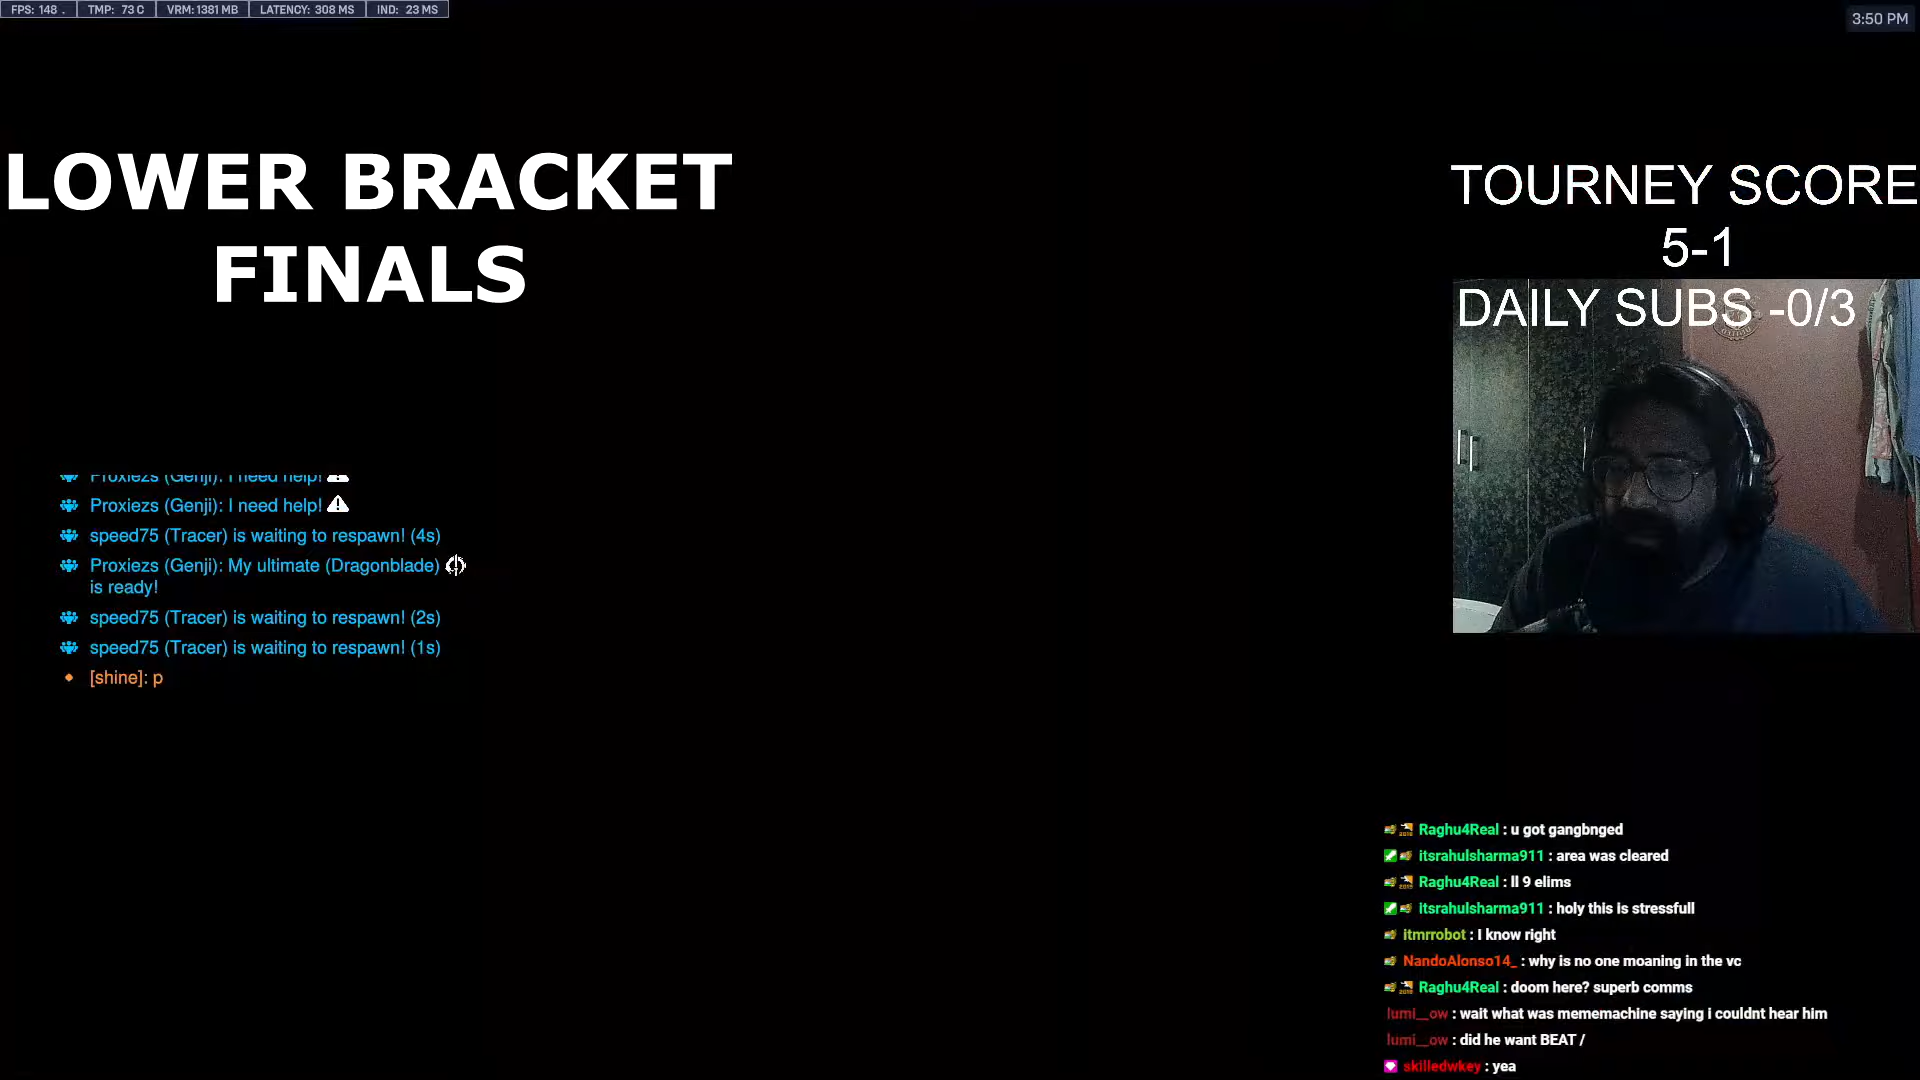 FPS: 148
TMP: 73 C
VRM: 1381 MB
LATENCY: 308 MS
IND: 23 MS
3:50 PM
LOWER BRACKET
FINALS
TOURNEY SCORE
5-1
DAILY SUBS -0/3
Proxiezs (Genji): I need help!
Proxiezs (Genji): I need help!
speed75 (Tracer) is waiting to respawn! (4s)
Proxiezs (Genji): My ultimate (Dragonblade)
is ready!
speed75 (Tracer) is waiting to respawn! (2s)
speed75 (Tracer) is waiting to respawn! (1s)
[shine]: p
Raghu4Real : u got gangbnged
itsrahulsharma911 : area was cleared
Raghu4Real : ll 9 elims
itsrahulsharma911 : holy this is stressfull
itmrrobot : I know right
NandoAlonso14_ : why is no one moaning in the vc
Raghu4Real : doom here? superb comms
lumi__ow : wait what was mememachine saying i couldnt hear him
lumi__ow : did he want BEAT /
skilledwkey : yea